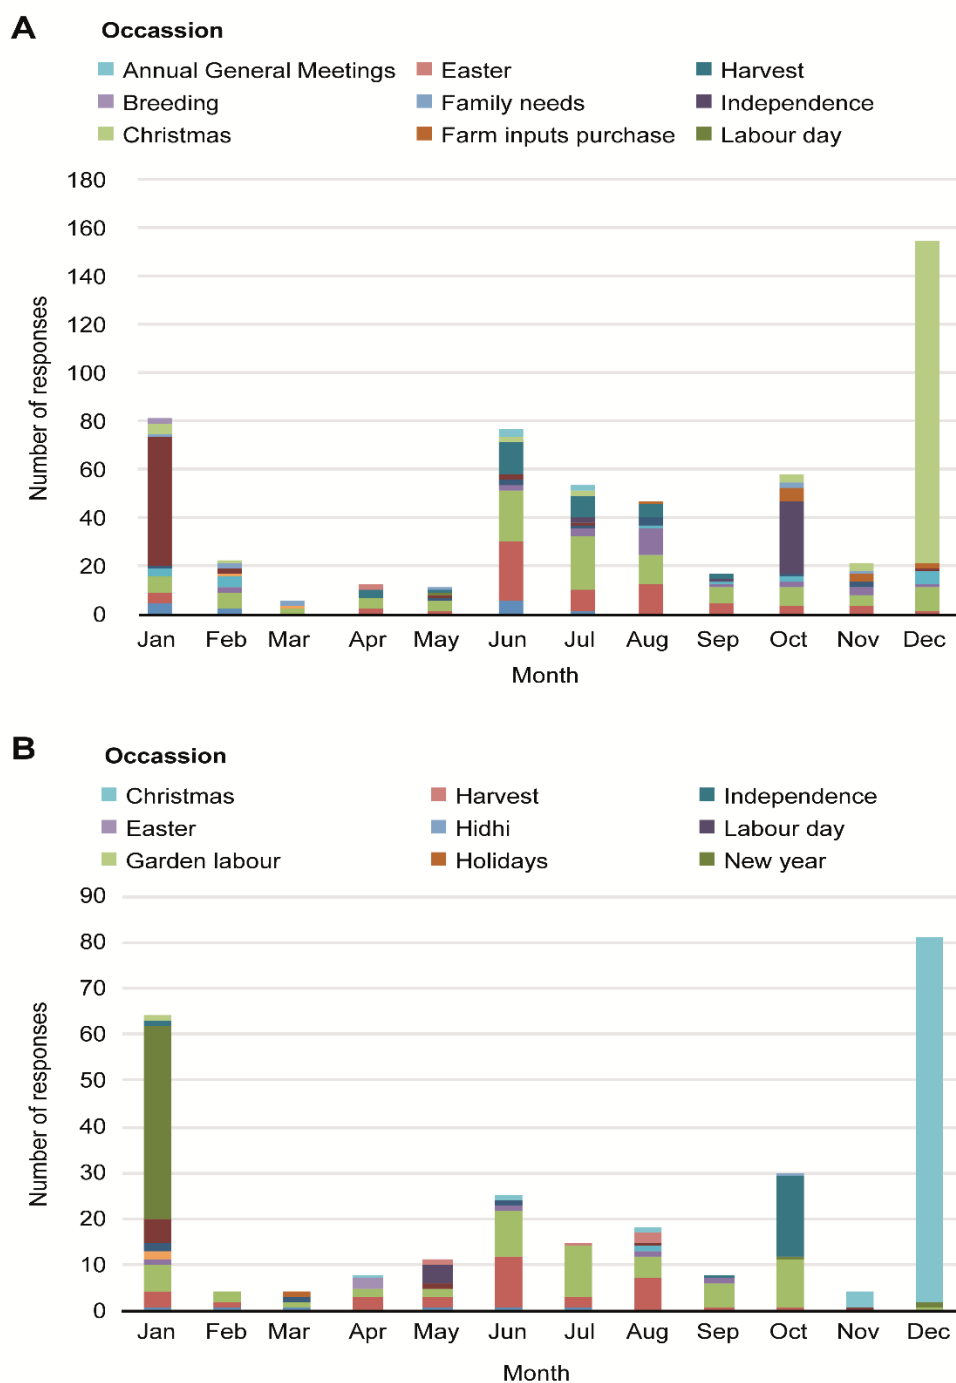 A
Occassion
Annual General Meetings Easter Harvest
Breeding Family needs Independence
Christmas Farm inputs purchase Labour day
180
160
140
120
100
80
60
40
20
0
Number of responses
Jan Feb Mar Apr May Jun Jul Aug Sep Oct Nov Dec
Month
B
Occassion
Christmas Harvest Independence
Easter Hidhi Labour day
Garden labour Holidays New year
90
80
70
60
50
40
30
20
10
0
Number of responses
Jan Feb Mar Apr May Jun Jul Aug Sep Oct Nov Dec
Month